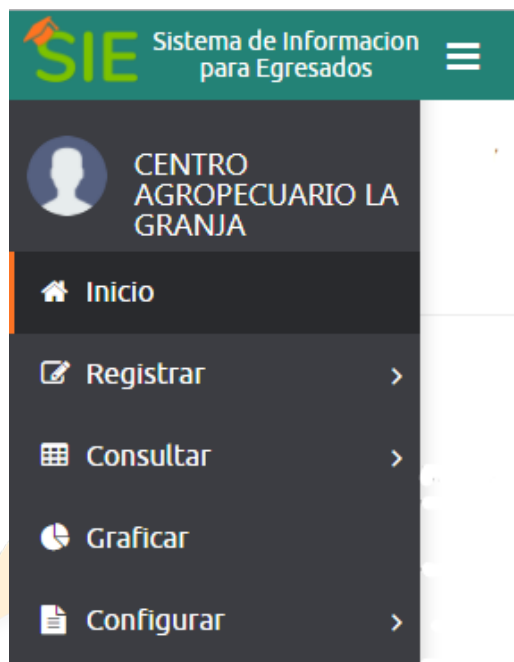 SIE
Sistema de Informacion
para Egresados
CENTRO
AGROPECUARIO LA
GRANJA
Inicio
Registrar
Consultar
Graficar
Configurar